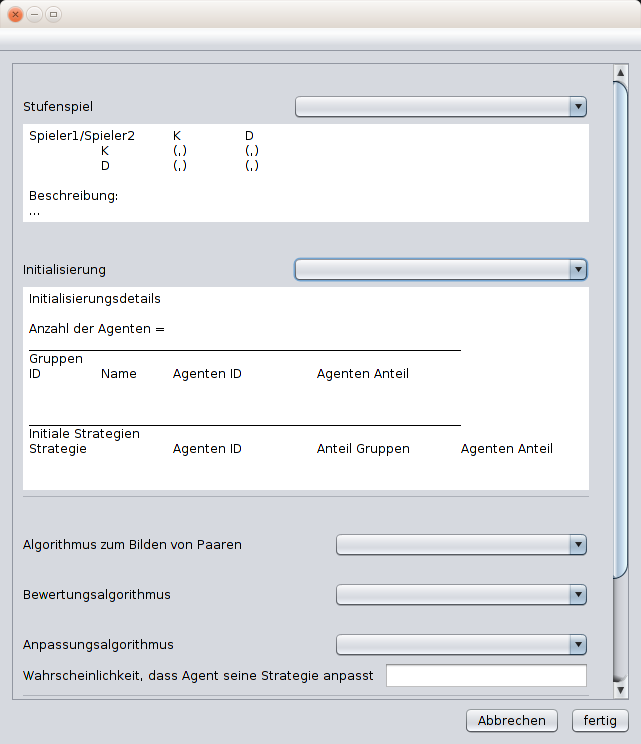 Stufenspiel
Spieler1/Spieler2 K D
K (,) (,)
D (,) (,)
Beschreibung:
...
Initialisierung
Initialisierungsdetails
Anzahl der Agenten =
Gruppen
ID Name Agenten ID Agenten Anteil
Initiale Strategien
Strategie Agenten ID Anteil Gruppen Agenten Anteil
Algorithmus zum Bilden von Paaren
Bewertungsalgorithmus
Anpassungsalgorithmus
Wahrscheinlichkeit, dass Agent seine Strategie anpasst
Abbrechen fertig